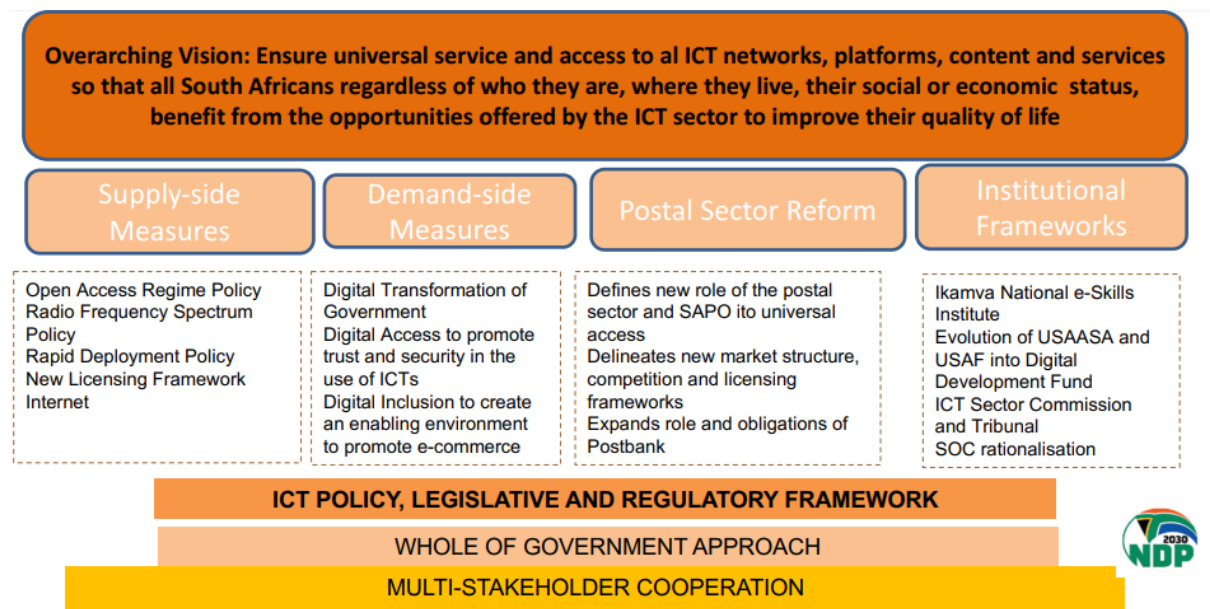 Overarching Vision: Ensure universal service and access to al ICT networks, platforms, content and services
so that all South Africans regardless of who they are, where they live, their social or economic status,
benefit from the opportunities offered by the ICT sector to improve their quality of life
Supply-side
Measures
Open Access Regime Policy
Radio Frequency Spectrum
Policy
Rapid Deployment Policy
New Licensing Framework
Internet
Demand-side
Measures
Digital Transformation of
Government
Digital Access to promote
trust and security in the
use of ICTs
Digital Inclusion to create
an enabling environment
to promote e-commerce
Postal Sector Reform
Defines new role of the postal
sector and SAPO ito universal
access
Delineates new market structure,
competition and licensing
frameworks
Expands role and obligations of
Postbank
Institutional
Frameworks
Ikamva National e-Skills
Institute
Evolution of USAASA and
USAF into Digital
Development Fund
ICT Sector Commission
and Tribunal
SOC rationalisation
ICT POLICY, LEGISLATIVE AND REGULATORY FRAMEWORK
WHOLE OF GOVERNMENT APPROACH
MULTI-STAKEHOLDER COOPERATION
2030
NDP